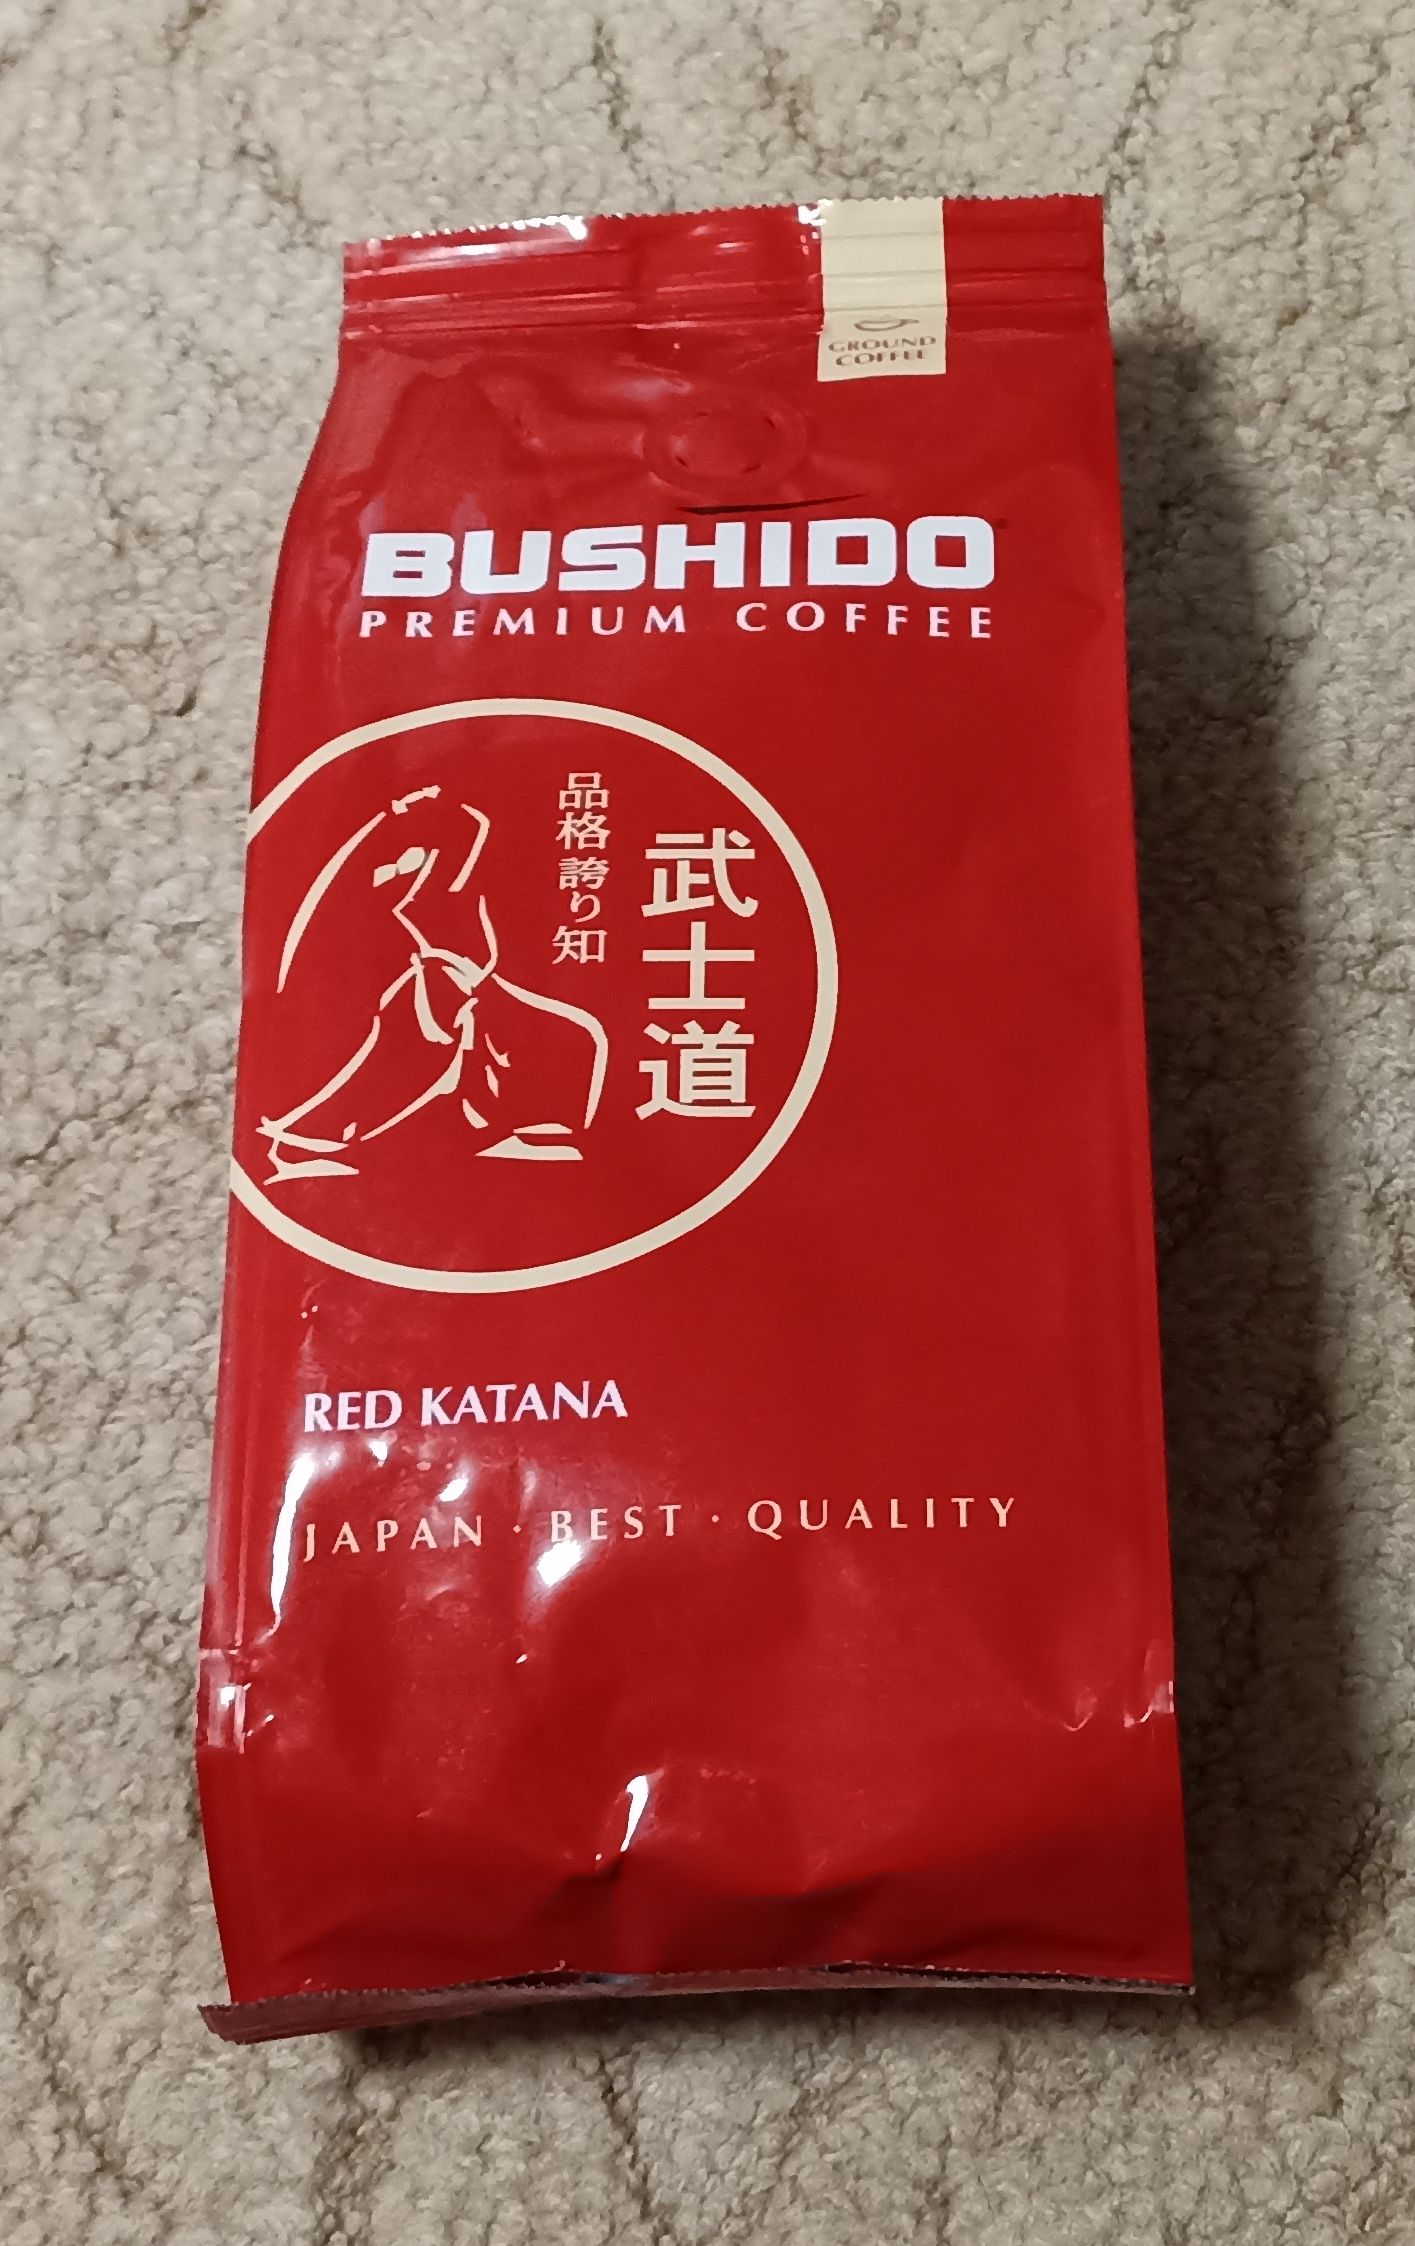 GROUND
COFFEE
BUSHIDO
PREMIUM COFFEE
武士道
品格誇り知
RED KATANA
JAPAN · BEST · QUALITY